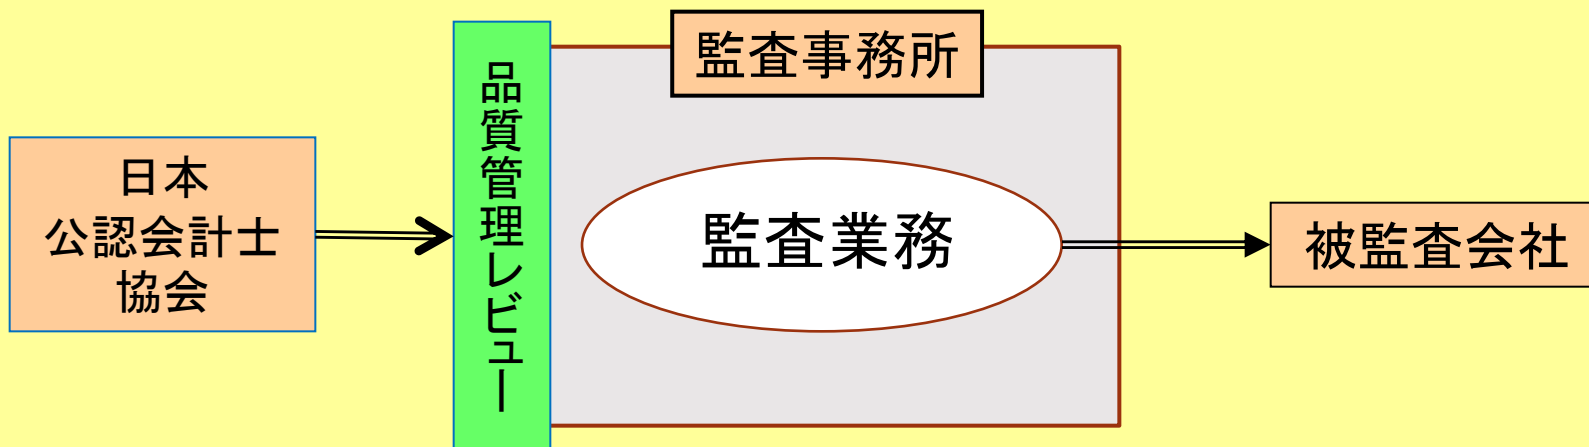 日本
公認会計士
協会
品質管理レビュー
監査事務所
監査業務
被監査会社